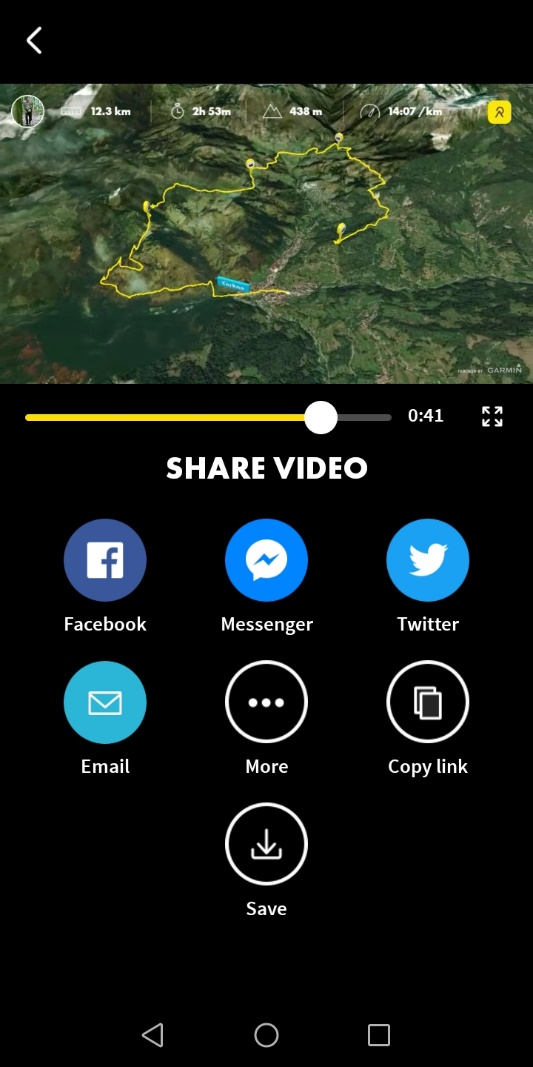 12.3 km 2h 53m 438 m 14:07 /km
GARMIN
0:41
SHARE VIDEO
Facebook Messenger Twitter
Email More Copy link
Save